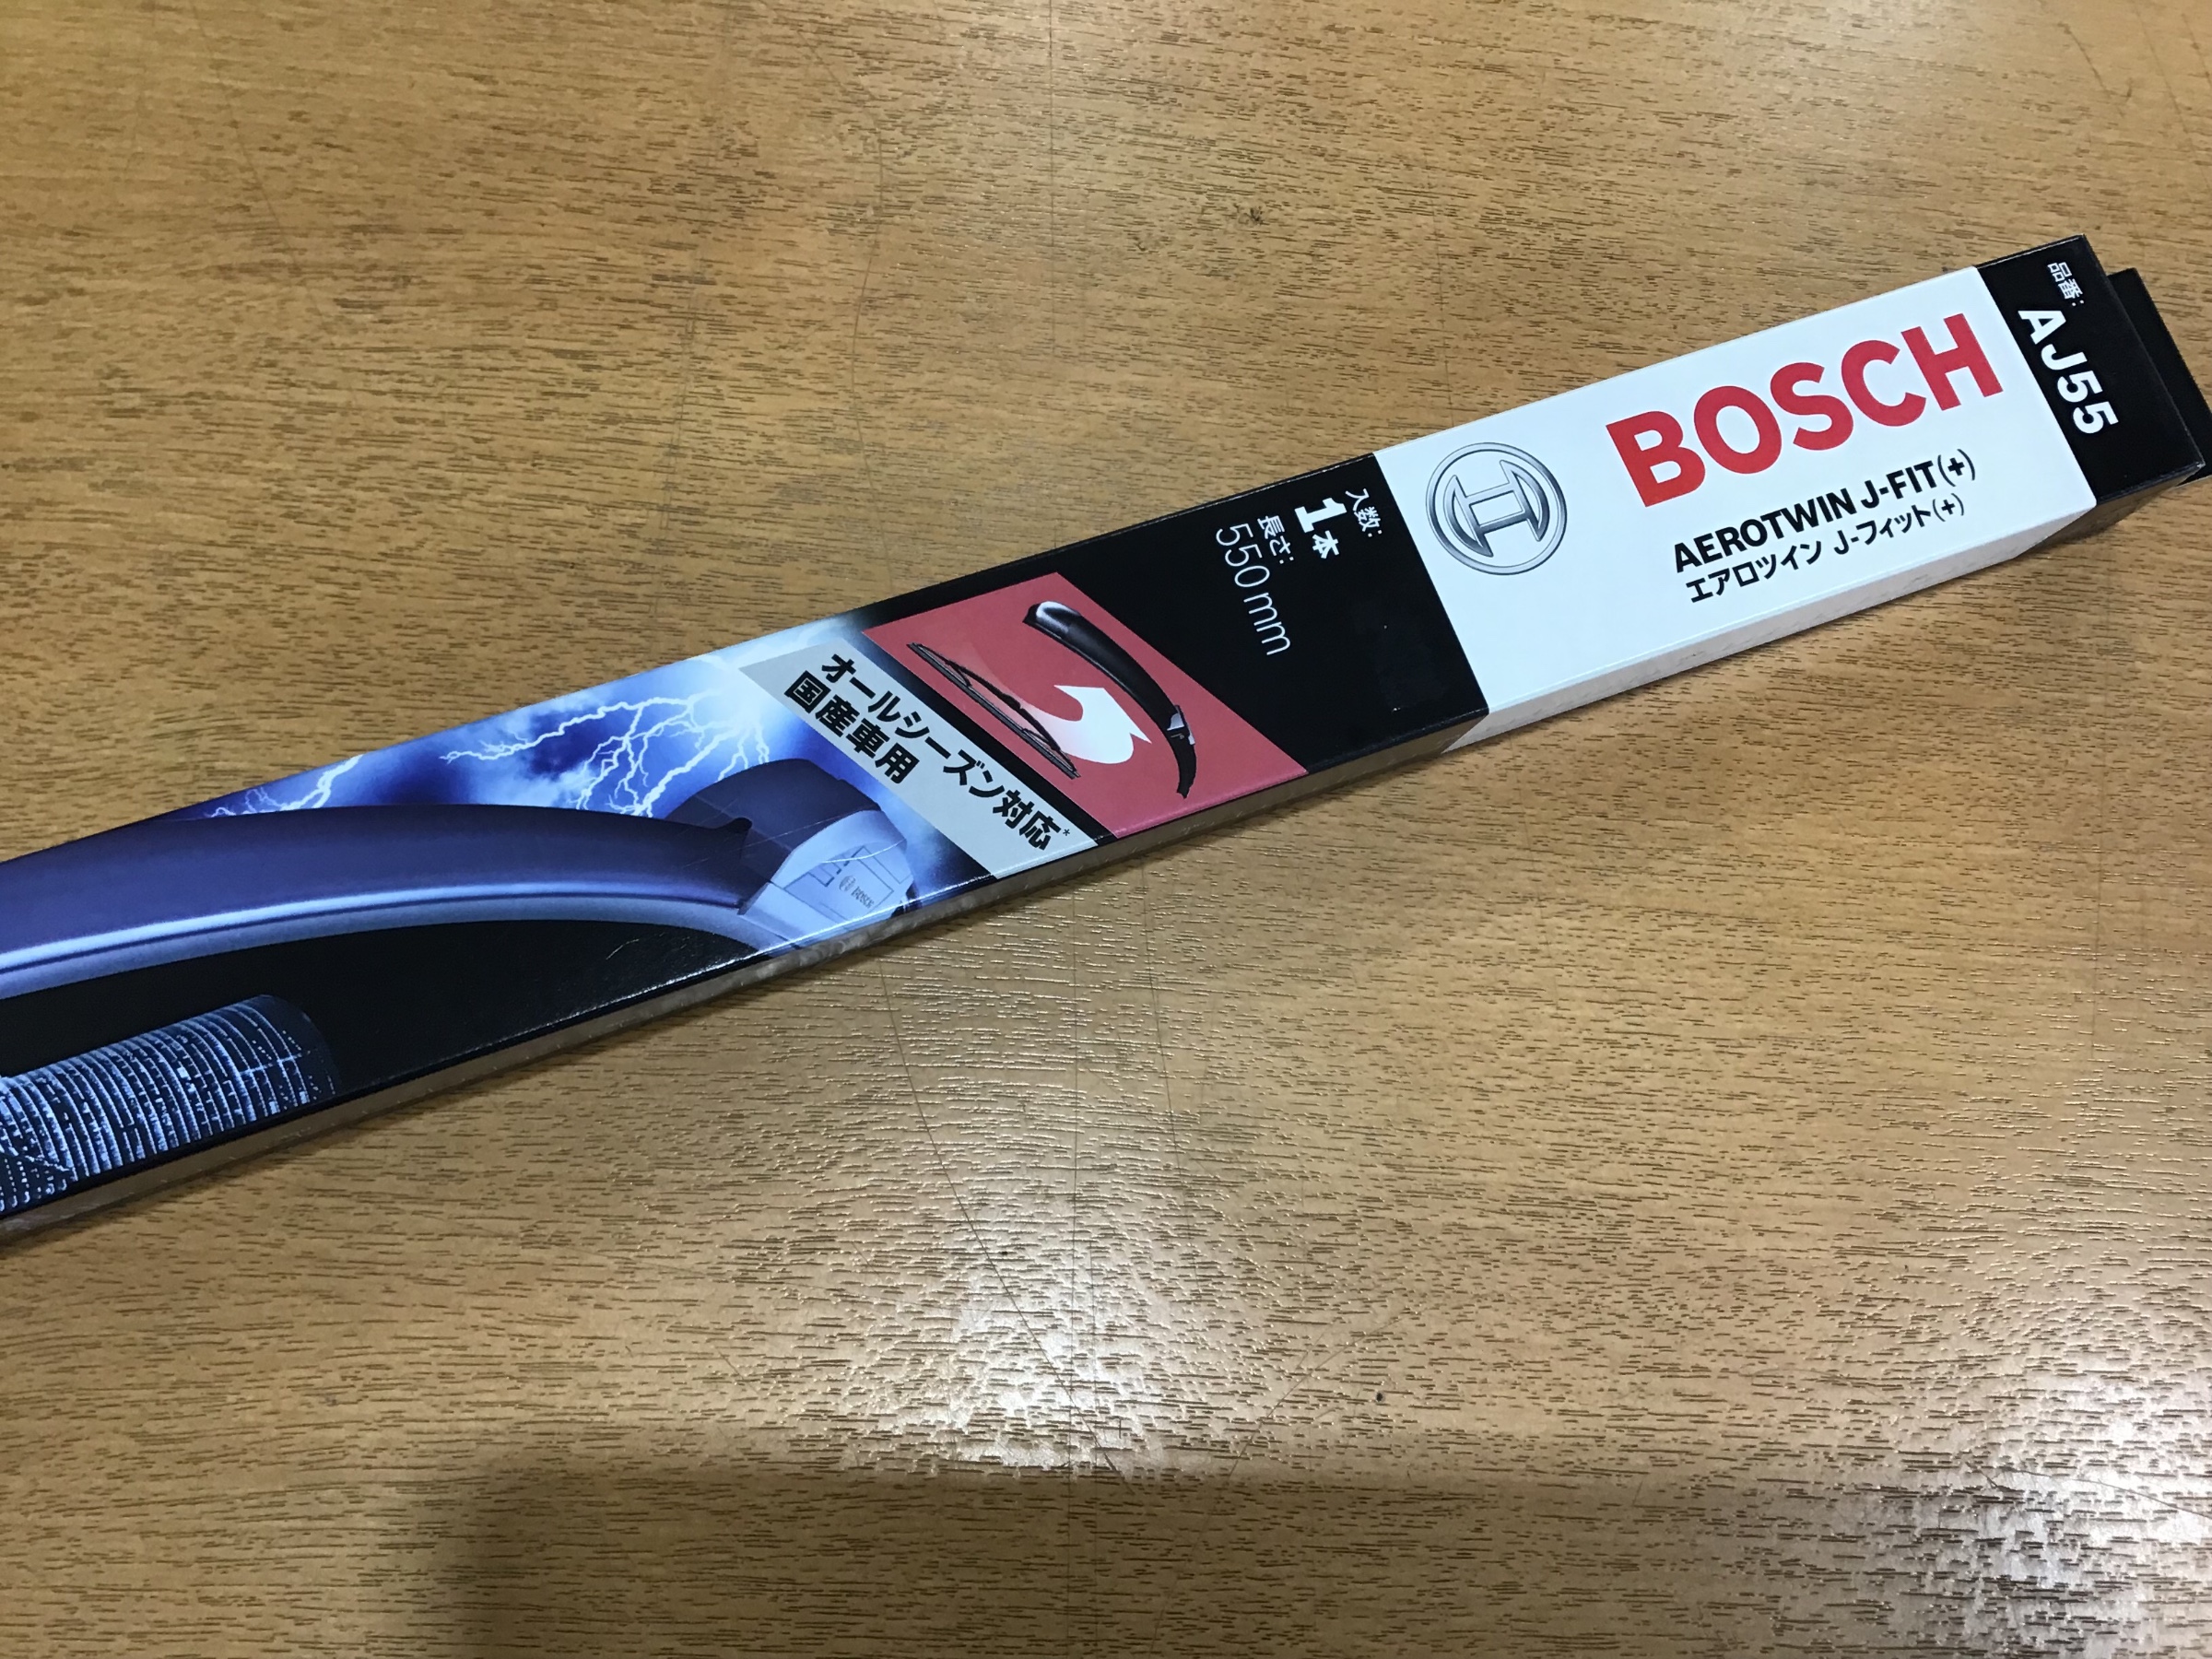 品番:
AJ55
BOSCH
AEROTWIN J-FIT(+)
エアロツイン J-フィット(+)
入数:
1本
長さ:
550mm
オールシーズン対応*
国産車用
BOSCH